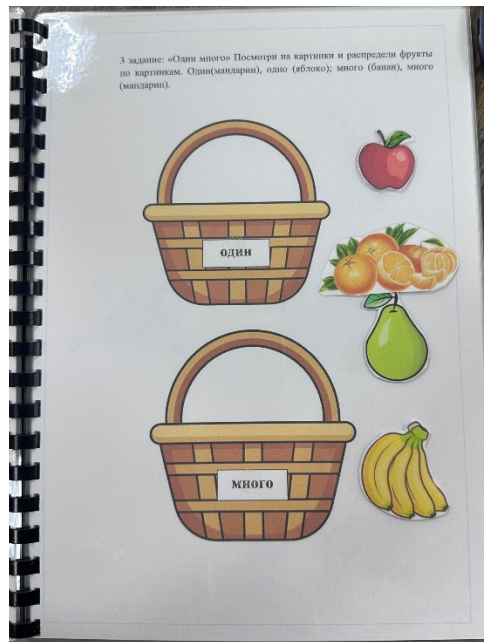 3 задание: «Один много» Посмотри на картинки и распредели фрукты
по картинкам. Один(мандарин), одно (яблоко); много (банан), много
(мандарин).
один
много